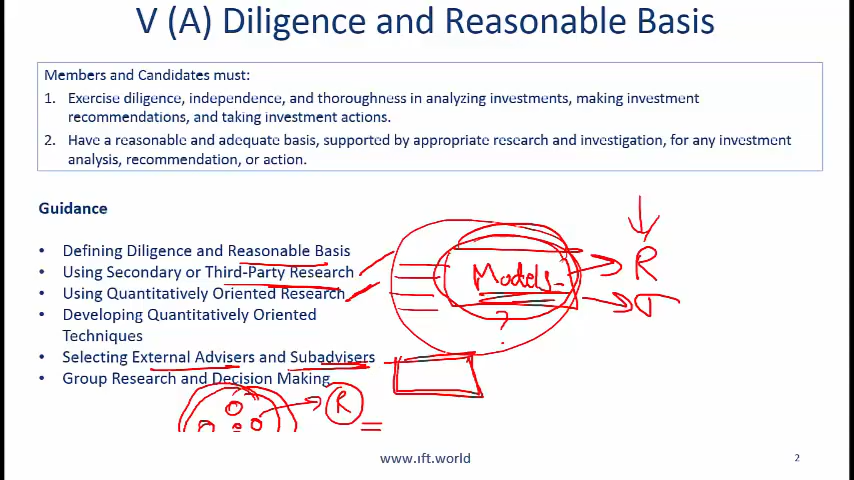 V (A) Diligence and Reasonable Basis
Members and Candidates must:
1. Exercise diligence, independence, and thoroughness in analyzing investments, making investment
recommendations, and taking investment actions.
2. Have a reasonable and adequate basis, supported by appropriate research and investigation, for any investment
analysis, recommendation, or action.
Guidance
• Defining Diligence and Reasonable Basis
• Using Secondary or Third-Party Research
• Using Quantitatively Oriented Research
• Developing Quantitatively Oriented
Techniques
• Selecting External Advisers and Subadvisers
• Group Research and Decision Making
Models
?
R
σ
R
www.ift.world
2